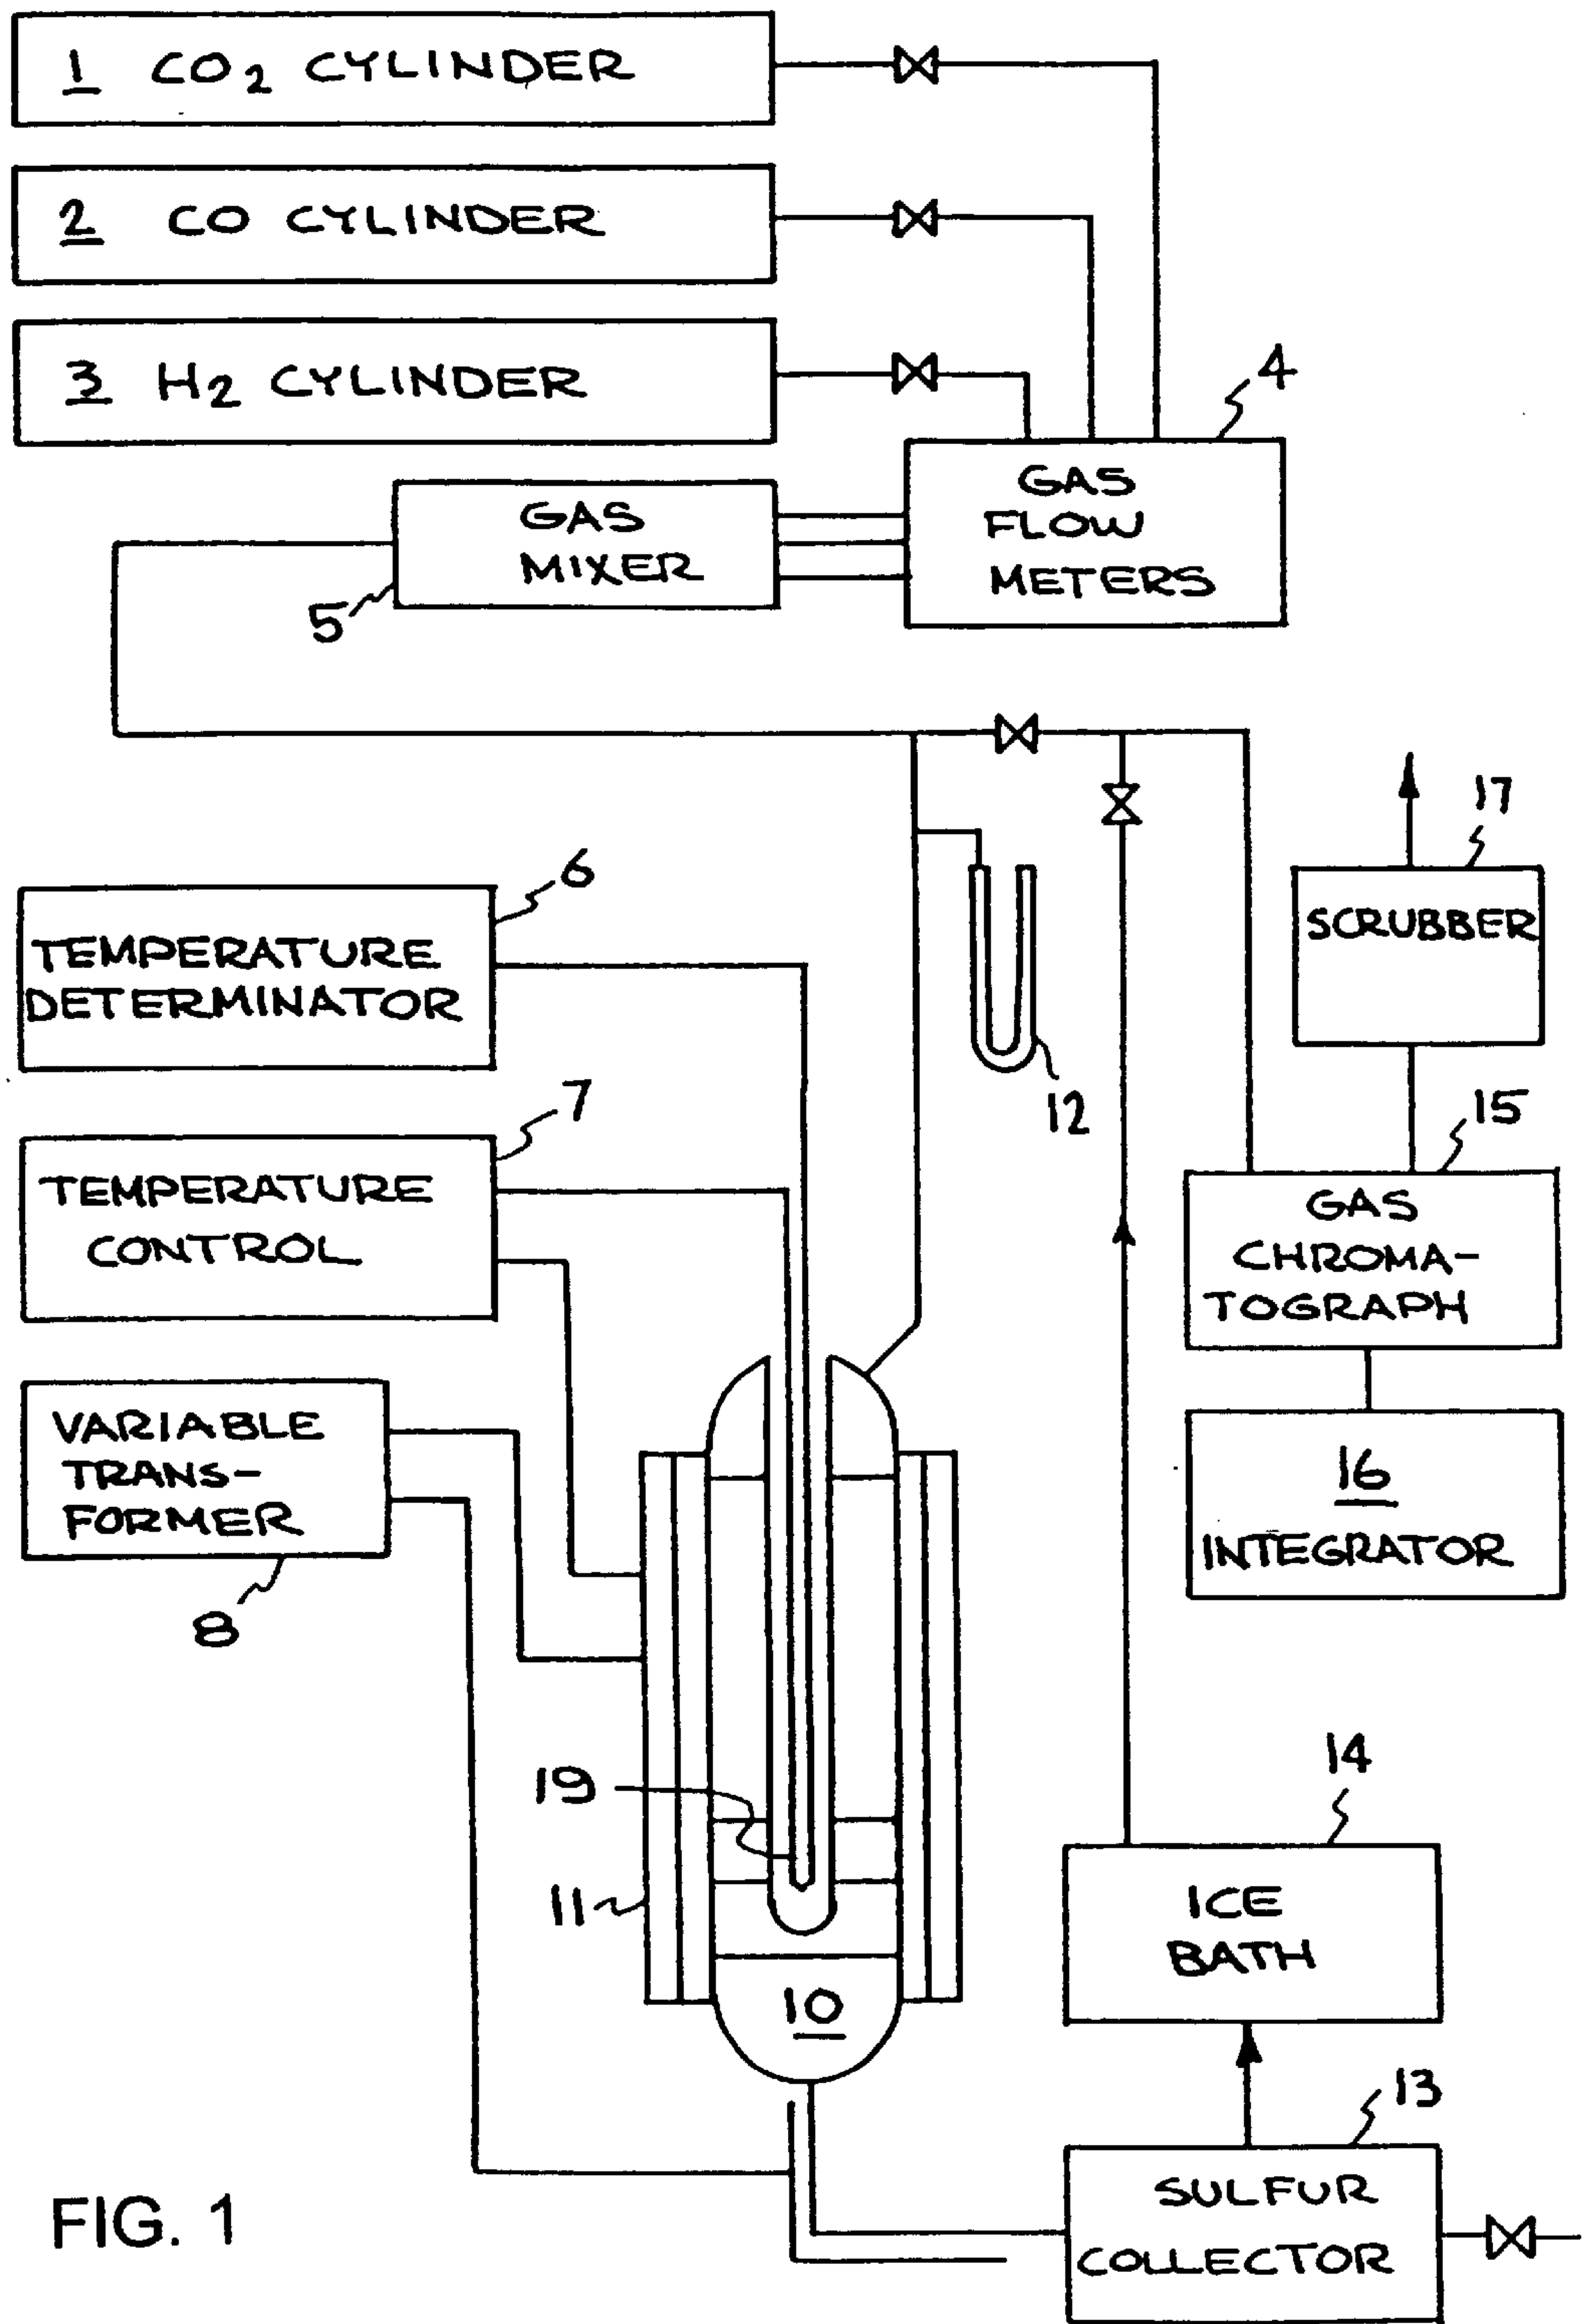 1 CO2 CYLINDER
2 CO CYLINDER
3 H2 CYLINDER
4
GAS
FLOW
METERS
GAS
MIXER
5
6
TEMPERATURE
DETERMINATOR
7
TEMPERATURE
CONTROL
VARIABLE
TRANS-
FORMER
8
12
17
SCRUBBER
15
GAS
CHROMA-
TOGRAPH
16
INTEGRATOR
19
11
10
14
ICE
BATH
13
SULFUR
COLLECTOR
FIG. 1